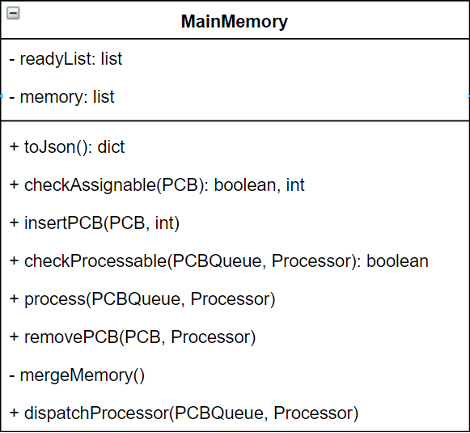 MainMemory
- readyList: list
- memory: list
+ toJson(): dict
+ checkAssignable(PCB): boolean, int
+ insertPCB(PCB, int)
+ checkProcessable(PCBQueue, Processor): boolean
+ process(PCBQueue, Processor)
+ removePCB(PCB, Processor)
- mergeMemory()
+ dispatchProcessor(PCBQueue, Processor)